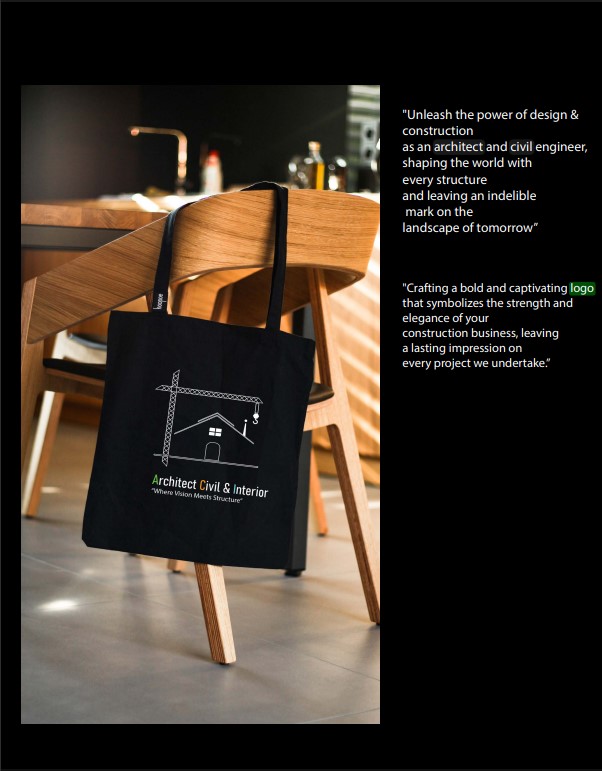 "Unleash the power of design &
construction
as an architect and civil engineer,
shaping the world with
every structure
and leaving an indelible
mark on the
landscape of tomorrow”
"Crafting a bold and captivating logo
that symbolizes the strength and
elegance of your
construction business, leaving
a lasting impression on
every project we undertake.”
Architect Civil & Interior
"Where Vision Meets Structure"